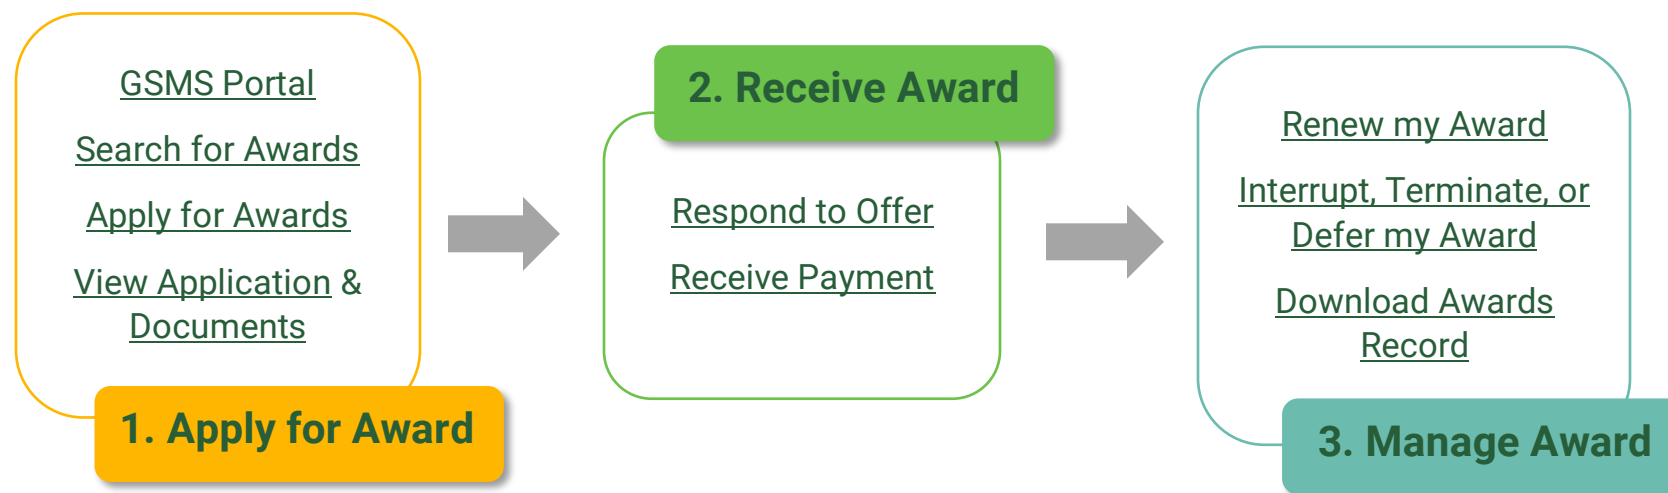 GSMS Portal
Search for Awards
Apply for Awards
View Application &
Documents
1. Apply for Award
2. Receive Award
Respond to Offer
Receive Payment
Renew my Award
Interrupt, Terminate, or
Defer my Award
Download Awards
Record
3. Manage Award